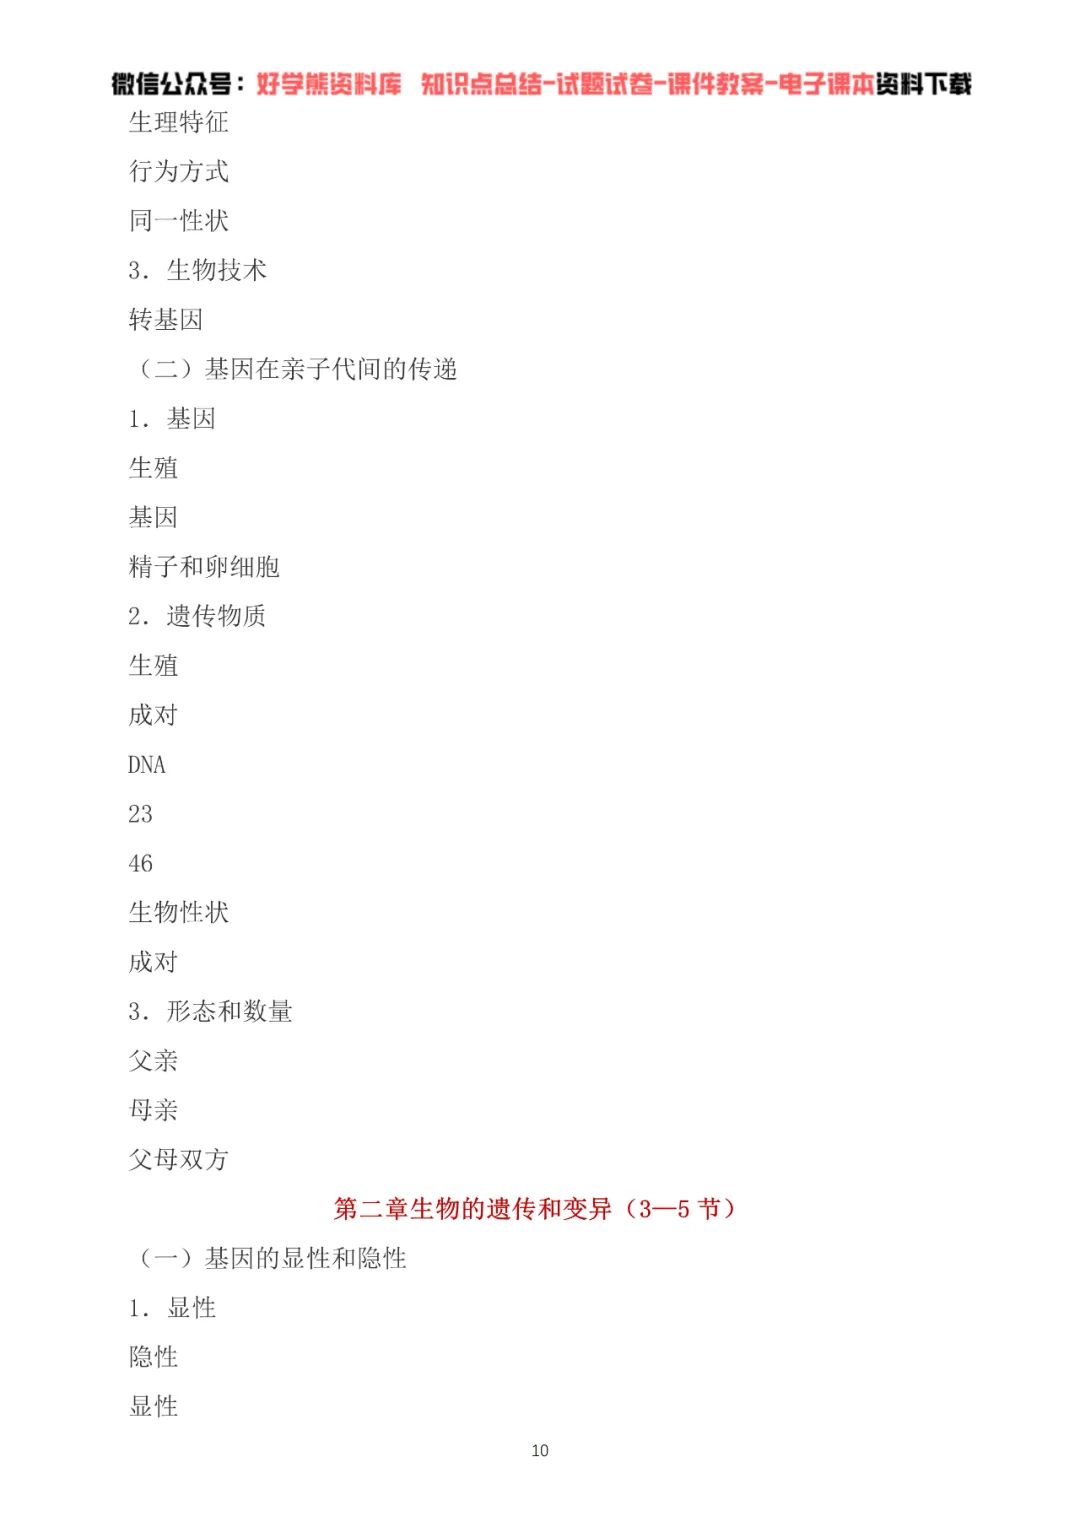 微信公众号：好学熊资料库 知识点总结-试题试卷-课件教案-电子课本资料下载
生理特征
行为方式
同一性状
3．生物技术
转基因
（二）基因在亲子代间的传递
1．基因
生殖
基因
精子和卵细胞
2．遗传物质
生殖
成对
DNA
23
46
生物性状
成对
3．形态和数量
父亲
母亲
父母双方
第二章生物的遗传和变异（3—5 节）
（一）基因的显性和隐性
1．显性
隐性
显性
10